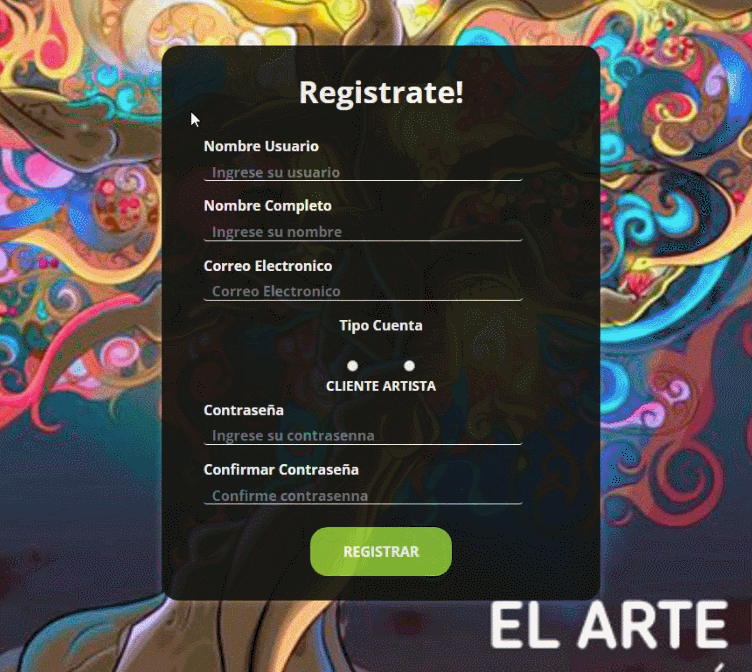 Registrate!
Nombre Usuario
Ingrese su usuario
Nombre Completo
Ingrese su nombre
Correo Electronico
Correo Electronico
Tipo Cuenta
CLIENTE ARTISTA
Contraseña
Ingrese su contrasenna
Confirmar Contraseña
Confirme contrasenna
REGISTRAR
EL ARTE